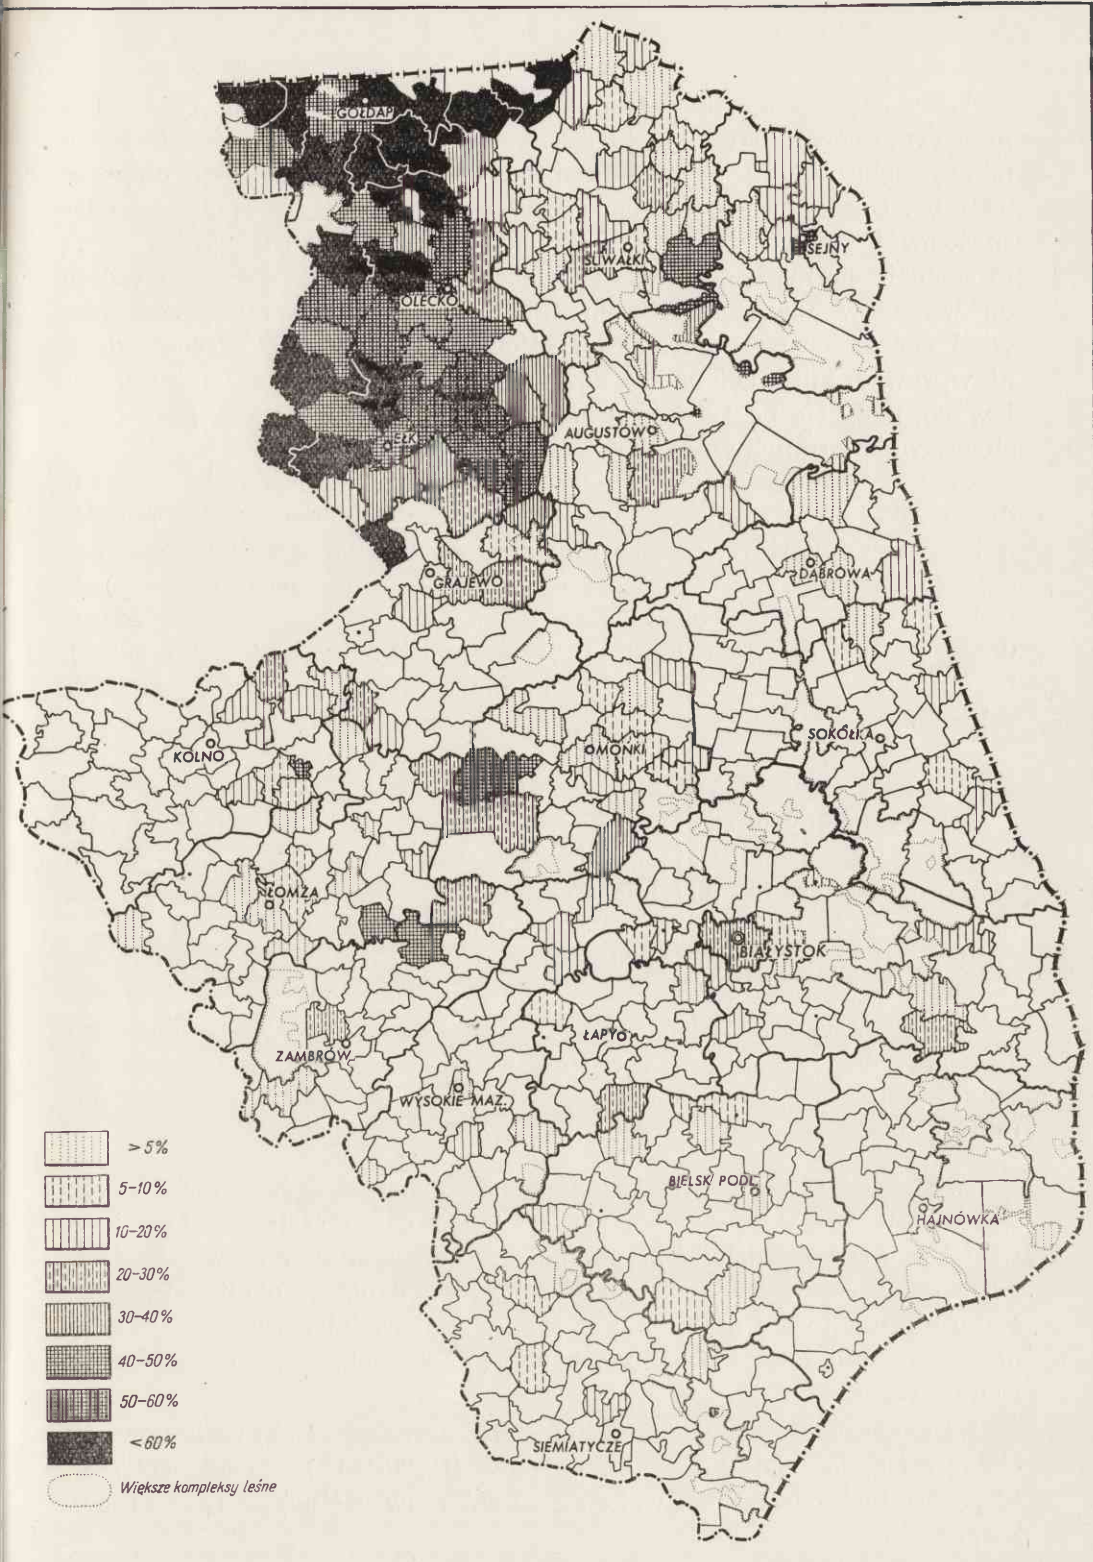 GOŁDAP
SUWAŁKI
SEJNY
OLECKO
AUGUSTÓW
EŁK
DĄBROWA
GRAJEWO
SOKÓŁKA
MOŃKI
KOLNO
ŁOMŻA
BIAŁYSTOK
ŁAPY
ZAMBRÓW
WYSOKIE MAZ.
BIELSK PODL.
HAJNÓWKA
SIEMIATYCZE
> 5%
5-10%
10-20%
20-30%
30-40%
40-50%
50-60%
< 60%
Większe kompleksy leśne